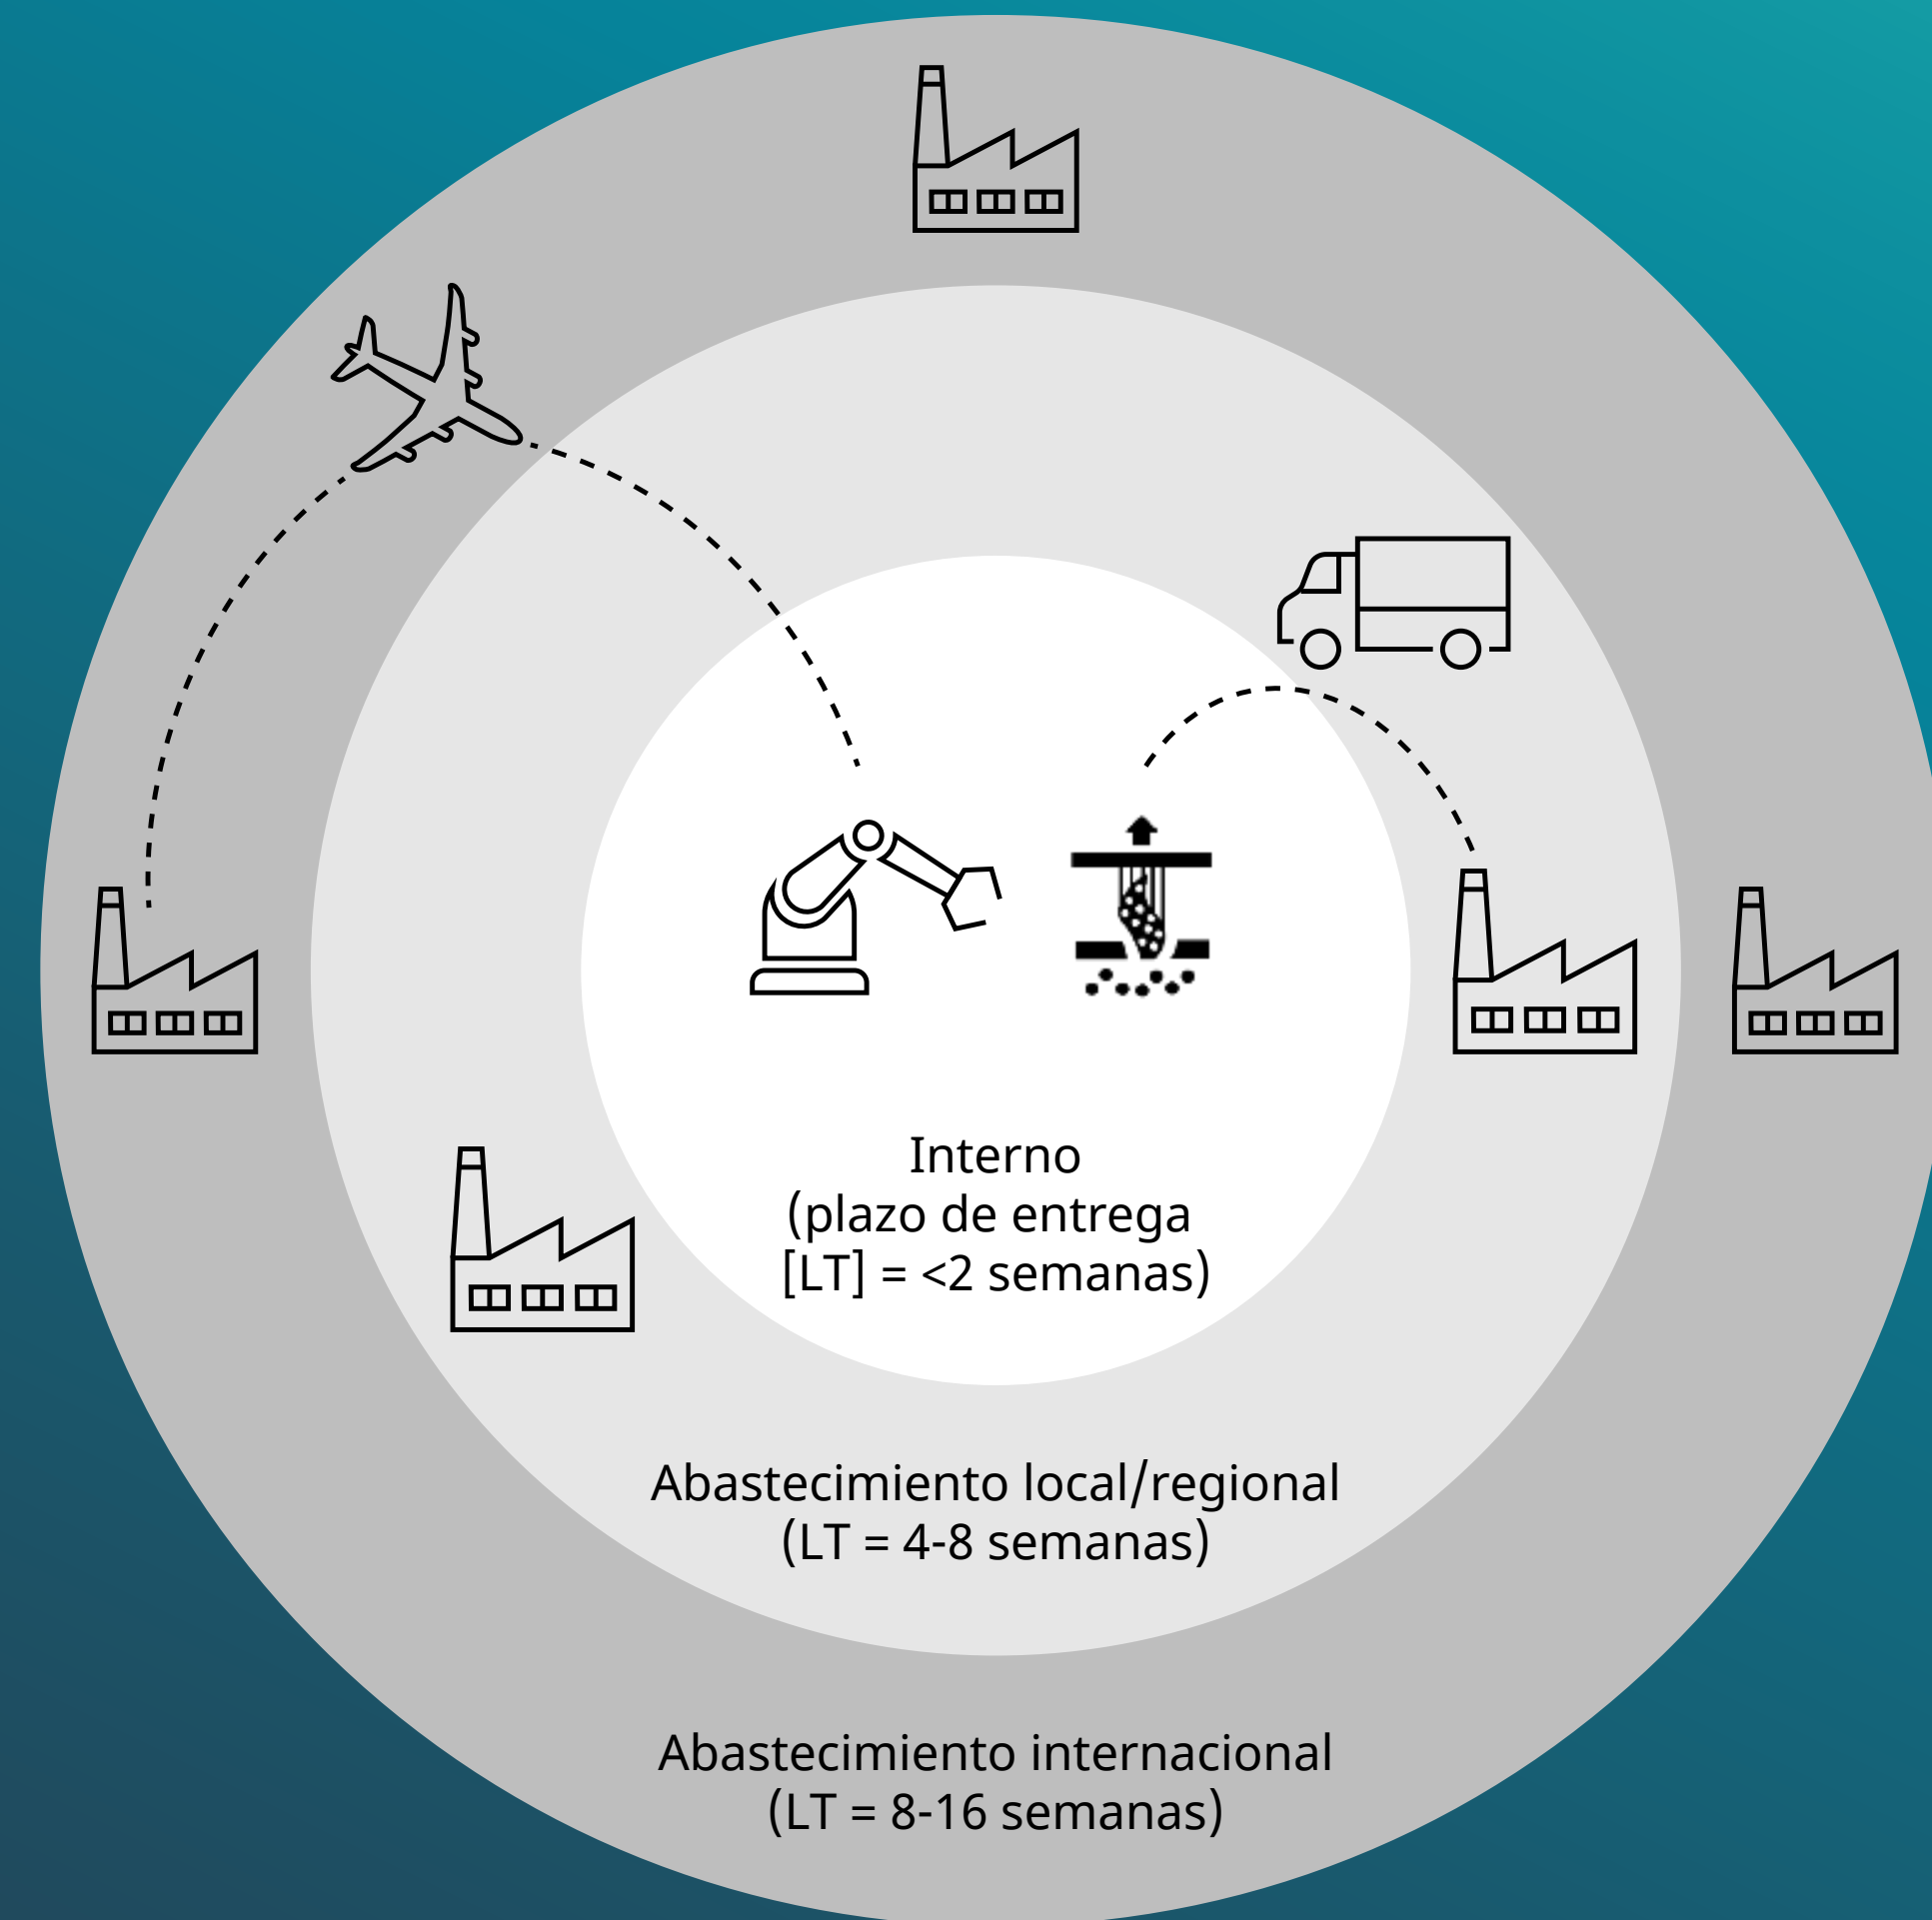 Interno
(plazo de entrega
[LT] = <2 semanas)
Abastecimiento local/regional
(LT = 4-8 semanas)
Abastecimiento internacional
(LT = 8-16 semanas)